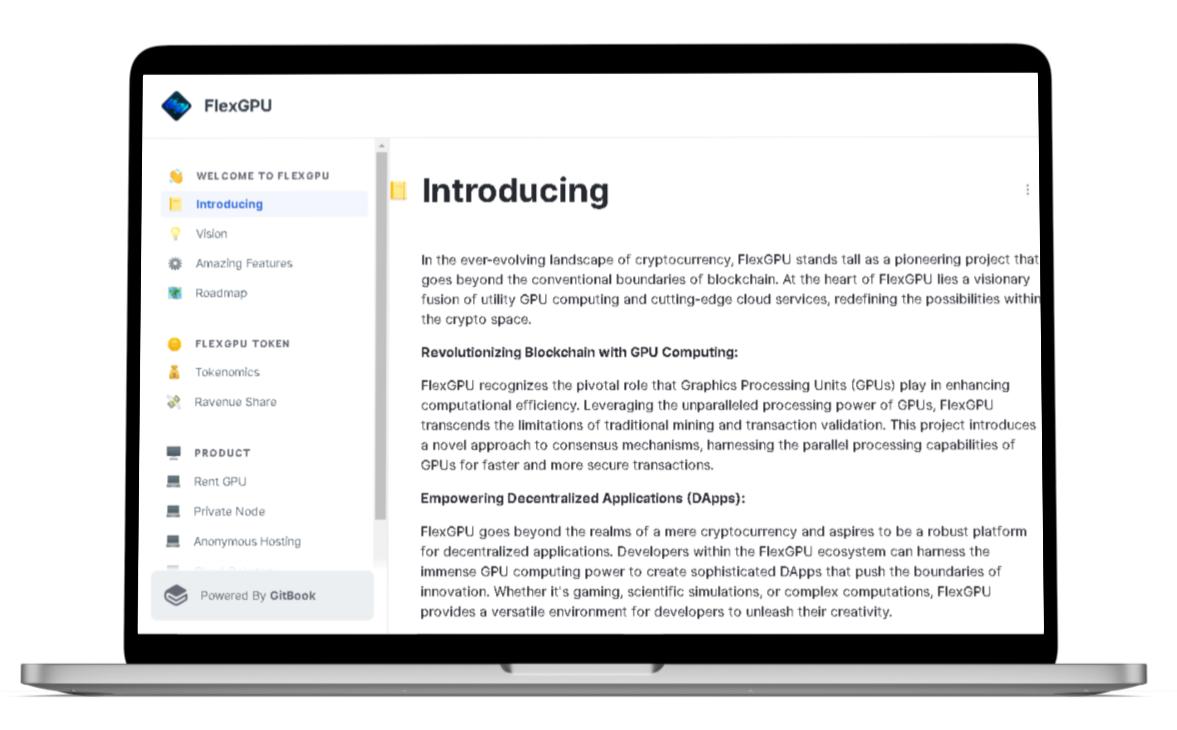 FlexGPU
WELCOME TO FLEXGPU
Introducing
Vision
Amazing Features
Roadmap
FLEXGPU TOKEN
Tokenomics
Ravenue Share
PRODUCT
Rent GPU
Private Node
Anonymous Hosting
Powered By GitBook
Introducing
In the ever-evolving landscape of cryptocurrency, FlexGPU stands tall as a pioneering project that
goes beyond the conventional boundaries of blockchain. At the heart of FlexGPU lies a visionary
fusion of utility GPU computing and cutting-edge cloud services, redefining the possibilities within
the crypto space.
Revolutionizing Blockchain with GPU Computing:
FlexGPU recognizes the pivotal role that Graphics Processing Units (GPUs) play in enhancing
computational efficiency. Leveraging the unparalleled processing power of GPUs, FlexGPU
transcends the limitations of traditional mining and transaction validation. This project introduces
a novel approach to consensus mechanisms, harnessing the parallel processing capabilities of
GPUs for faster and more secure transactions.
Empowering Decentralized Applications (DApps):
FlexGPU goes beyond the realms of a mere cryptocurrency and aspires to be a robust platform
for decentralized applications. Developers within the FlexGPU ecosystem can harness the
immense GPU computing power to create sophisticated DApps that push the boundaries of
innovation. Whether it's gaming, scientific simulations, or complex computations, FlexGPU
provides a versatile environment for developers to unleash their creativity.